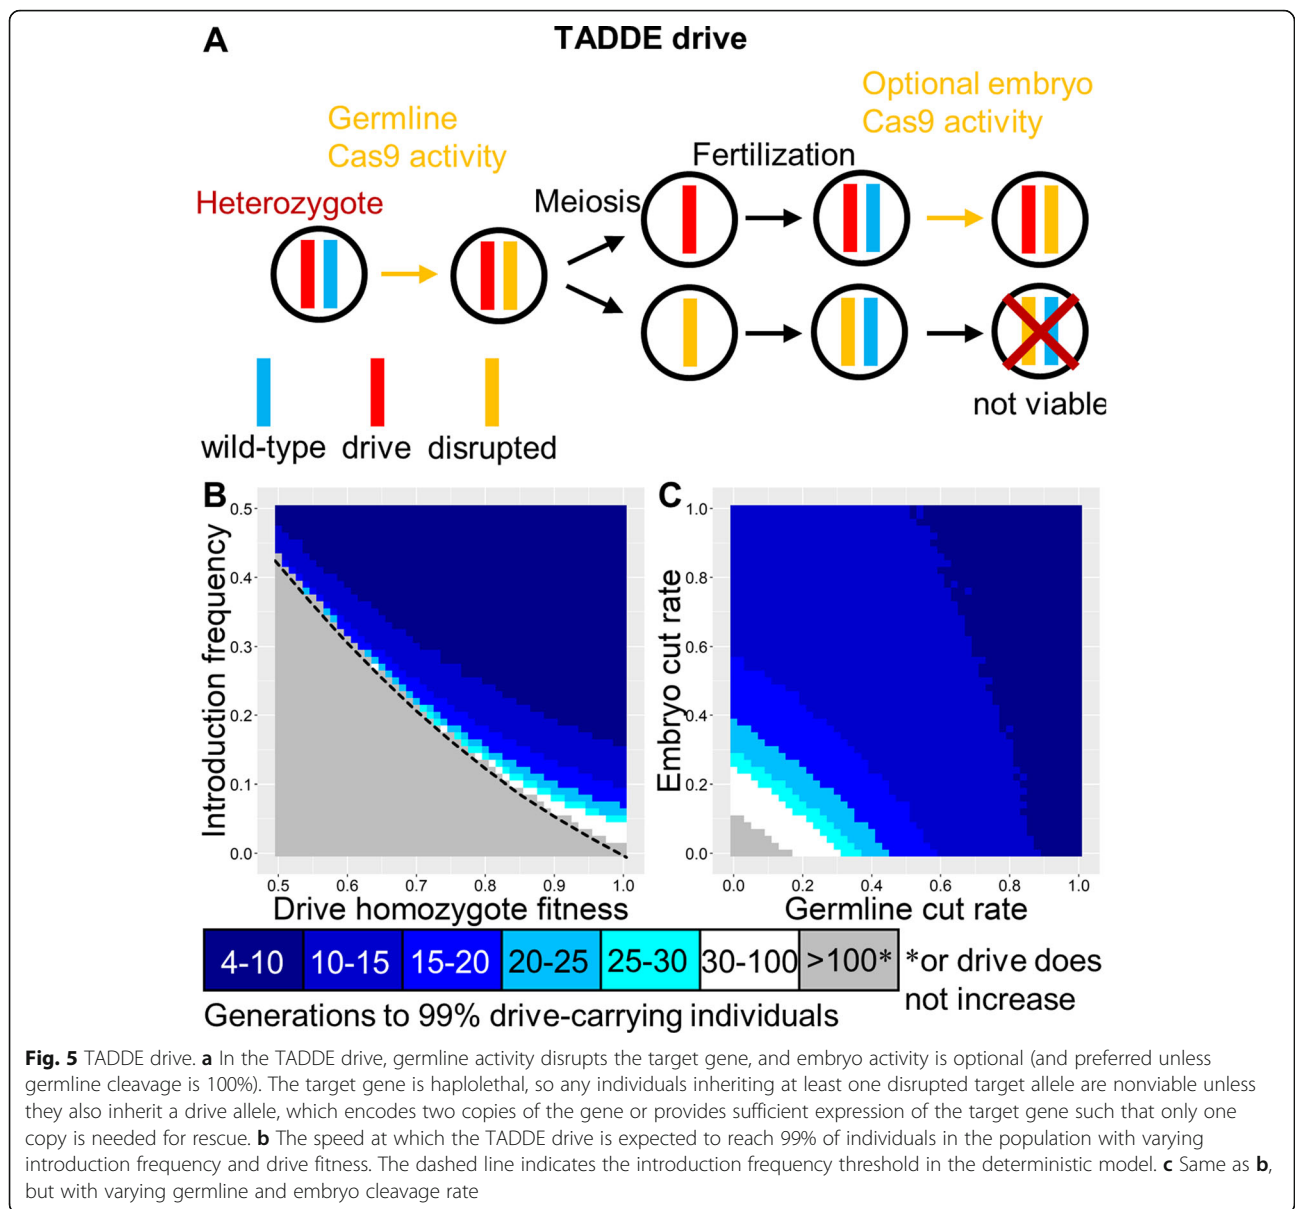 A
TADDE drive
Germline
Cas9 activity
Optional embryo
Cas9 activity
Fertilization
Heterozygote
Meiosis
not viable
wild-type drive disrupted
B
Introduction frequency
0.5
0.4
0.3
0.2
0.1
0.0
0.5 0.6 0.7 0.8 0.9 1.0
Drive homozygote fitness
C
Embryo cut rate
1.0
0.8
0.6
0.4
0.2
0.0
0.0 0.2 0.4 0.6 0.8 1.0
Germline cut rate
4-10 10-15 15-20 20-25 25-30 30-100 >100* *or drive does
not increase
Generations to 99% drive-carrying individuals
Fig. 5 TADDE drive. a In the TADDE drive, germline activity disrupts the target gene, and embryo activity is optional (and preferred unless
germline cleavage is 100%). The target gene is haplolethal, so any individuals inheriting at least one disrupted target allele are nonviable unless
they also inherit a drive allele, which encodes two copies of the gene or provides sufficient expression of the target gene such that only one
copy is needed for rescue. b The speed at which the TADDE drive is expected to reach 99% of individuals in the population with varying
introduction frequency and drive fitness. The dashed line indicates the introduction frequency threshold in the deterministic model. c Same as b,
but with varying germline and embryo cleavage rate